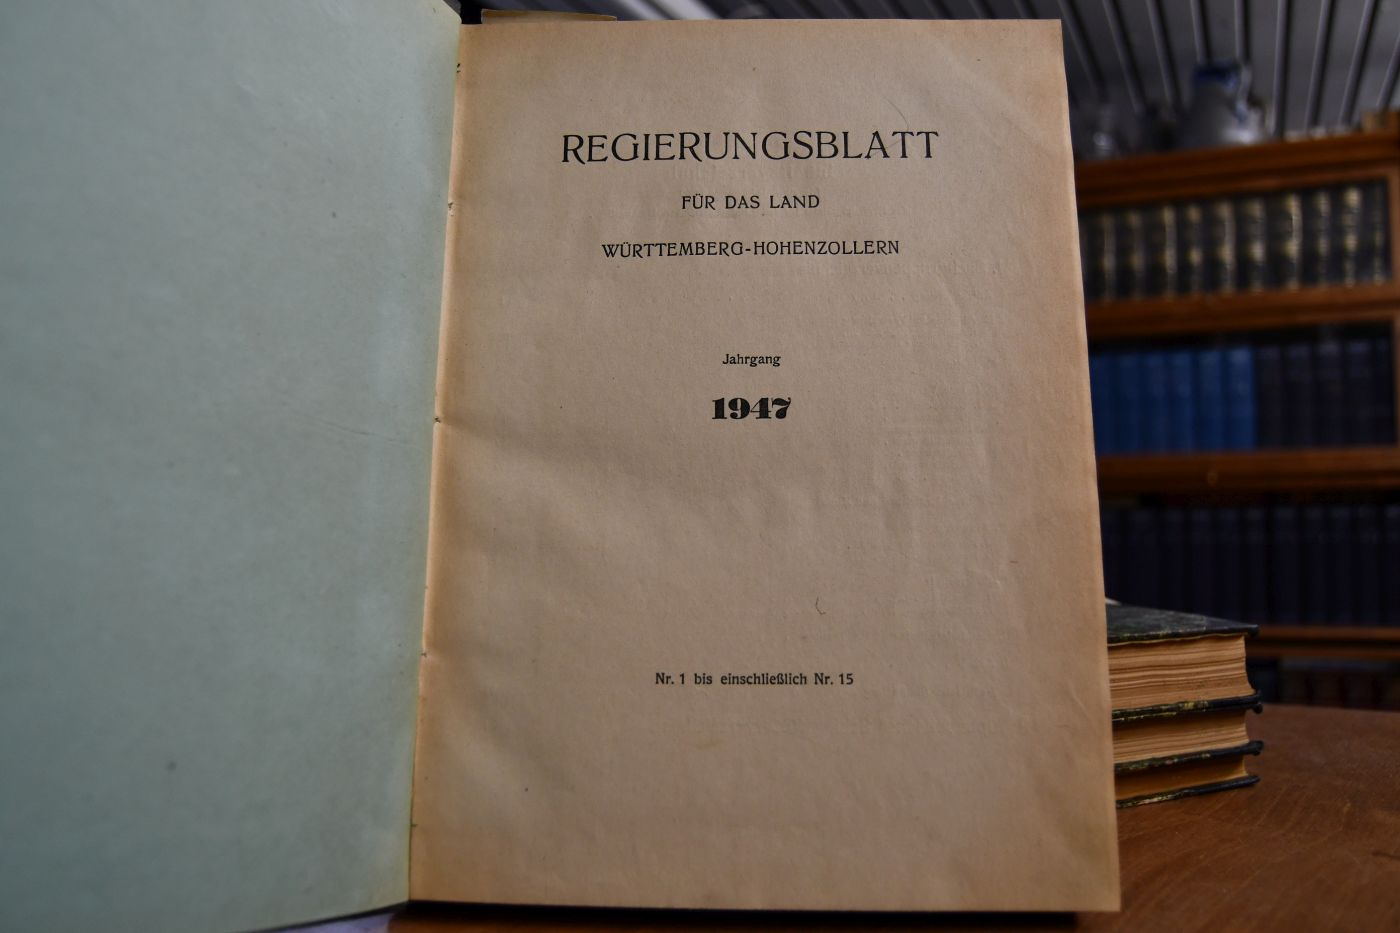 REGIERUNGSBLATT
FÜR DAS LAND
WÜRTTEMBERG-HOHENZOLLERN
Jahrgang
1947
Nr. 1 bis einschließlich Nr. 15